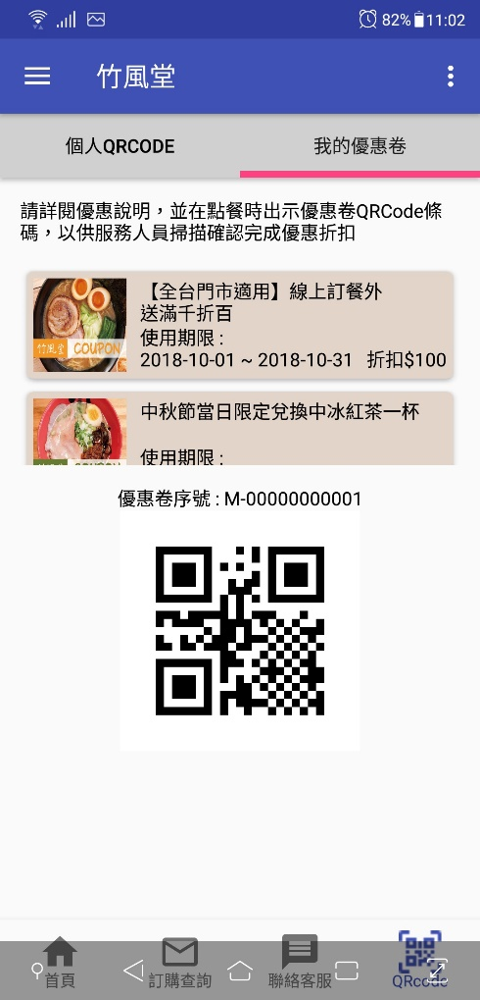 82% 11:02
竹風堂
個人QRCODE
我的優惠卷
請詳閱優惠說明，並在點餐時出示優惠卷QRCode條
碼，以供服務人員掃描確認完成優惠折扣
竹風堂 COUPON
【全台門市適用】線上訂餐外
送滿千折百
使用期限 :
2018-10-01 ~ 2018-10-31 折扣$100
中秋節當日限定兌換中冰紅茶一杯
使用期限 :
優惠卷序號 : M-00000000001
首頁
訂購查詢
聯絡客服
QRcode